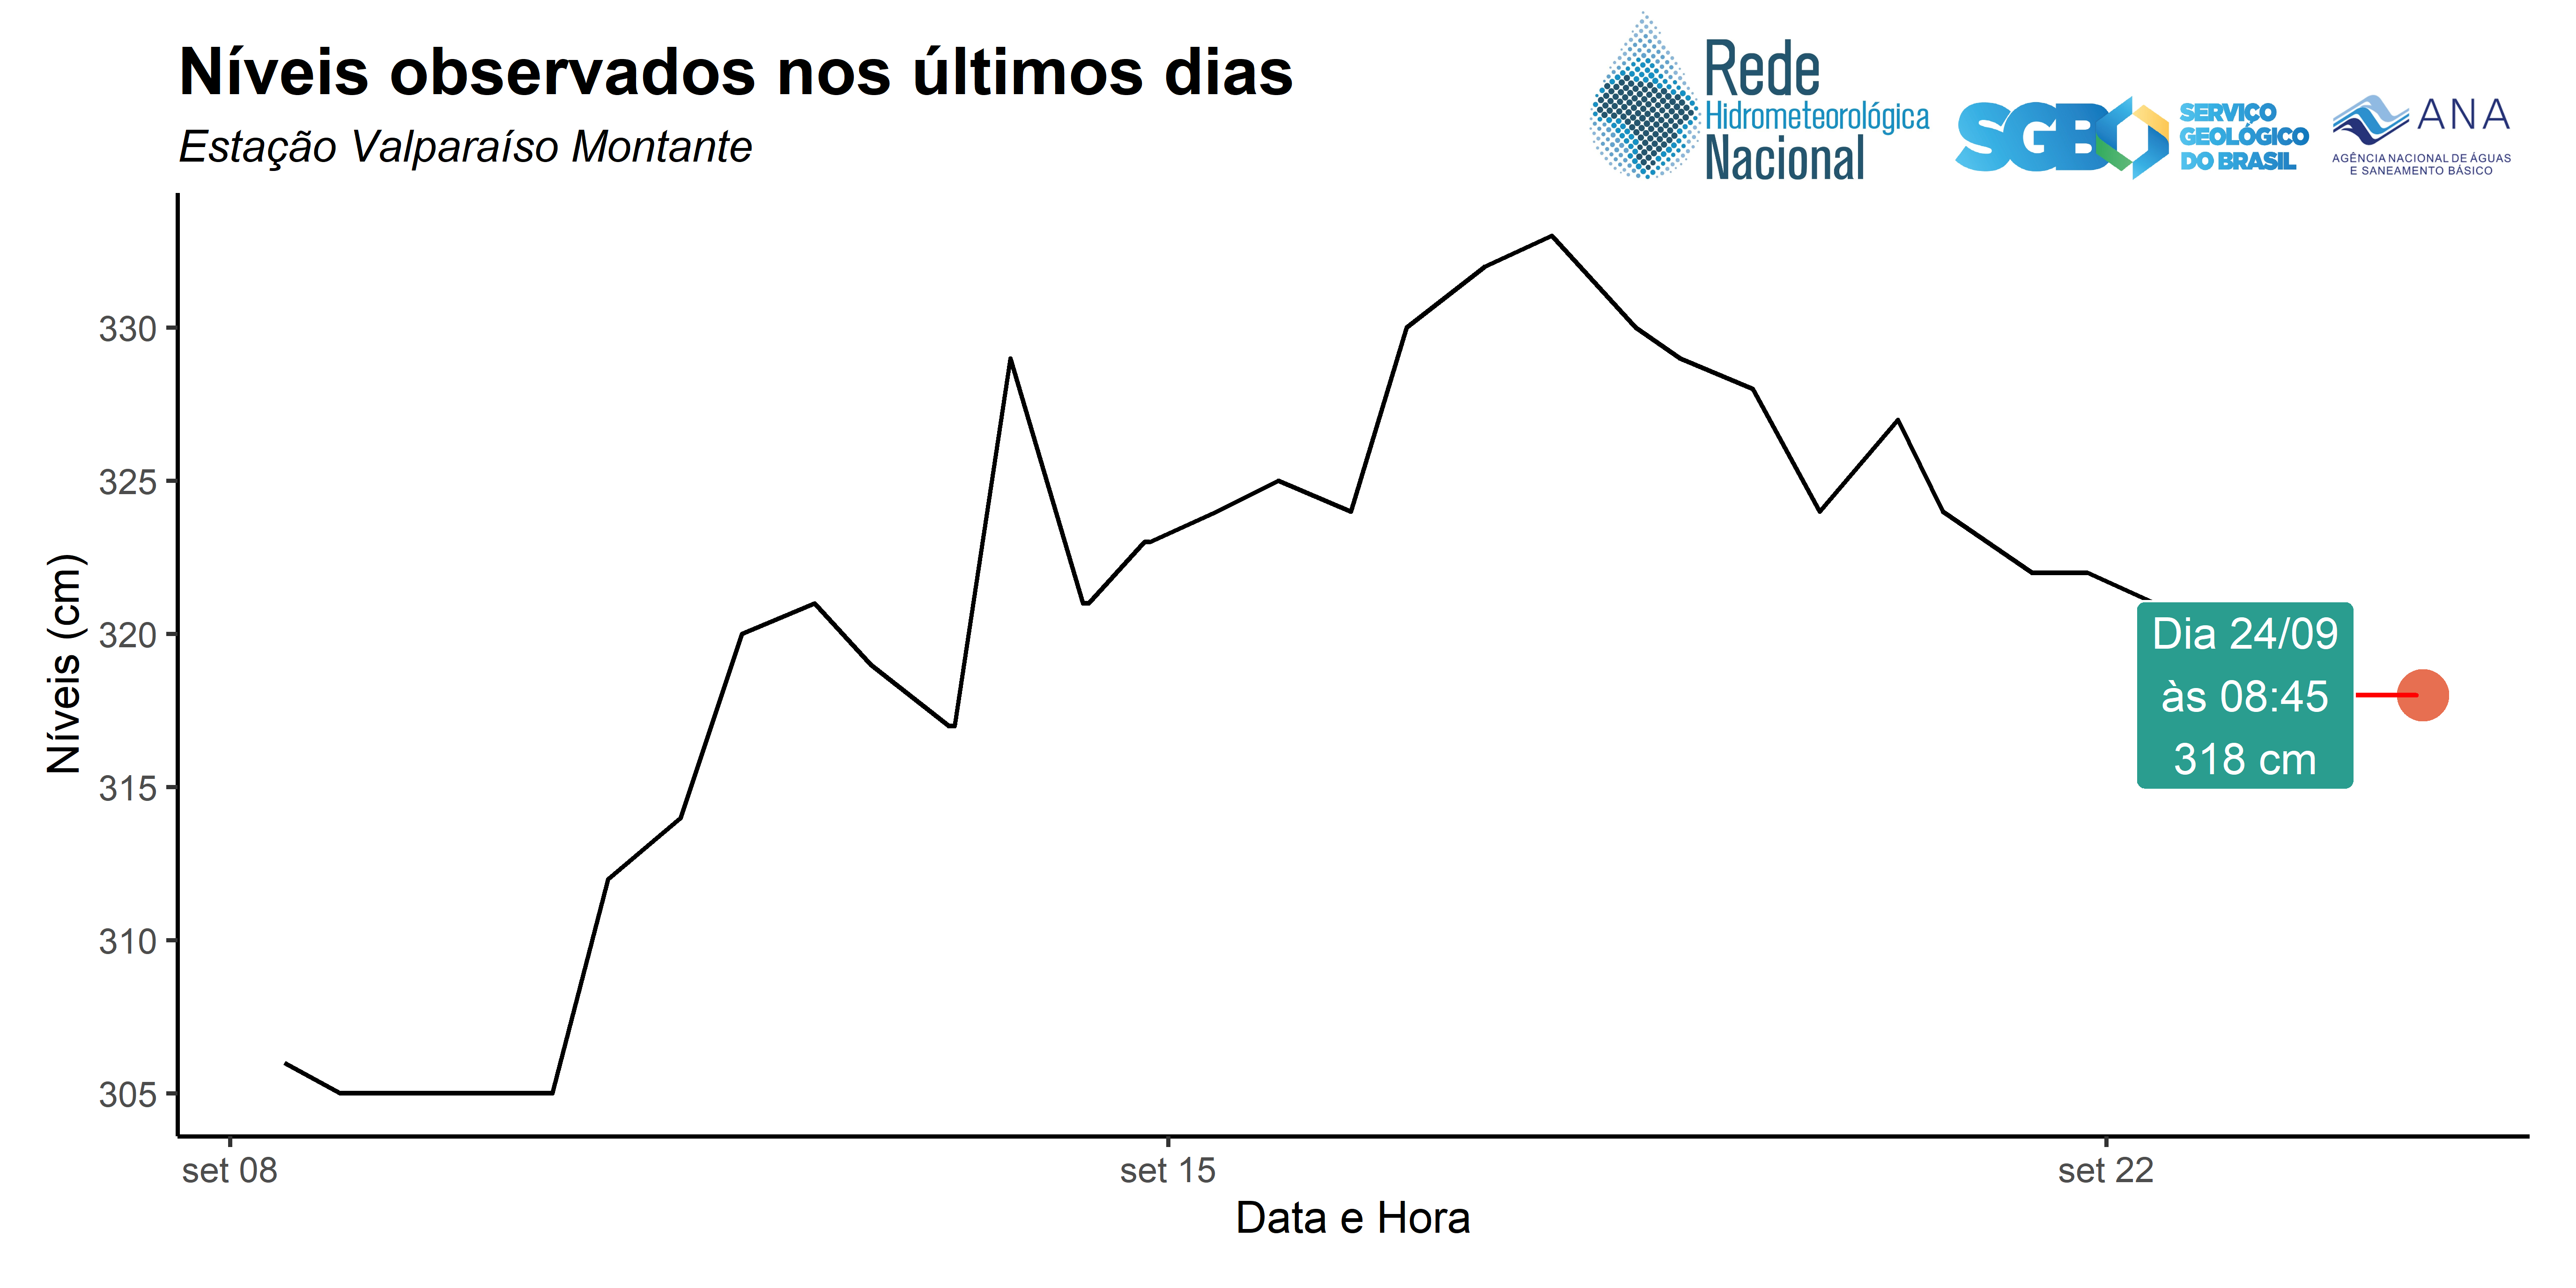 Níveis observados nos últimos dias
Estação Valparaíso Montante
Rede
Hidrometeorológica
Nacional
SGB
SERVIÇO
GEOLÓGICO
DO BRASIL
ANA
AGÊNCIA NACIONAL DE ÁGUAS
E SANEAMENTO BÁSICO
Níveis (cm)
330
325
320
315
310
305
Dia 24/09
às 08:45
318 cm
set 08
set 15
set 22
Data e Hora